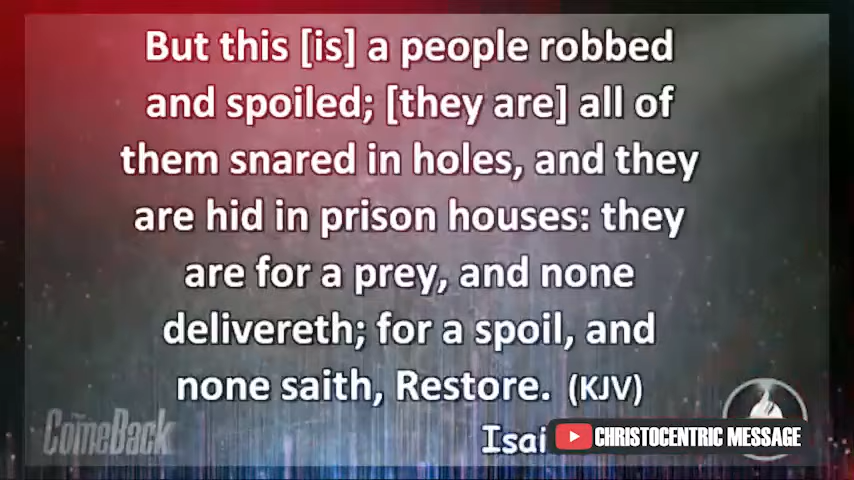 But this [is] a people robbed
and spoiled; [they are] all of
them snared in holes, and they
are hid in prison houses: they
are for a prey, and none
delivereth; for a spoil, and
none saith, Restore. (KJV)
Isai
CHRISTOCENTRIC MESSAGE
The
ComeBack